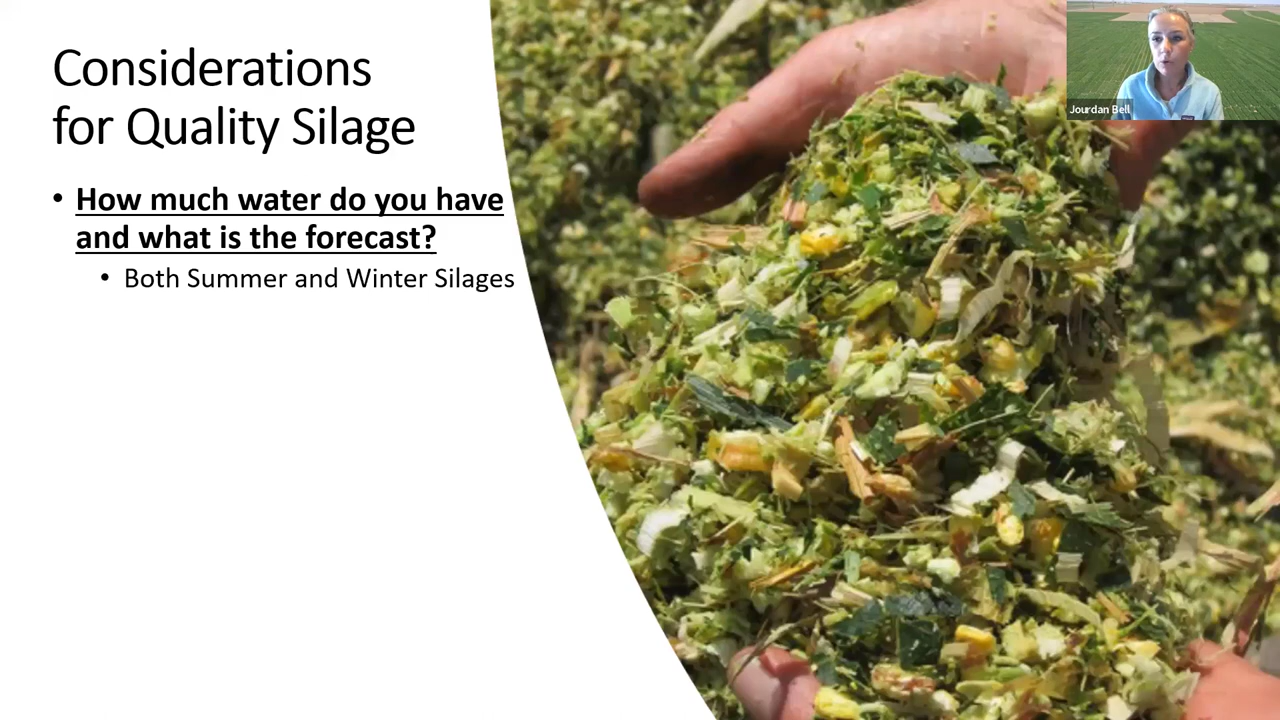 Considerations
for Quality Silage
• How much water do you have
and what is the forecast?
• Both Summer and Winter Silages
Jourdan Bell